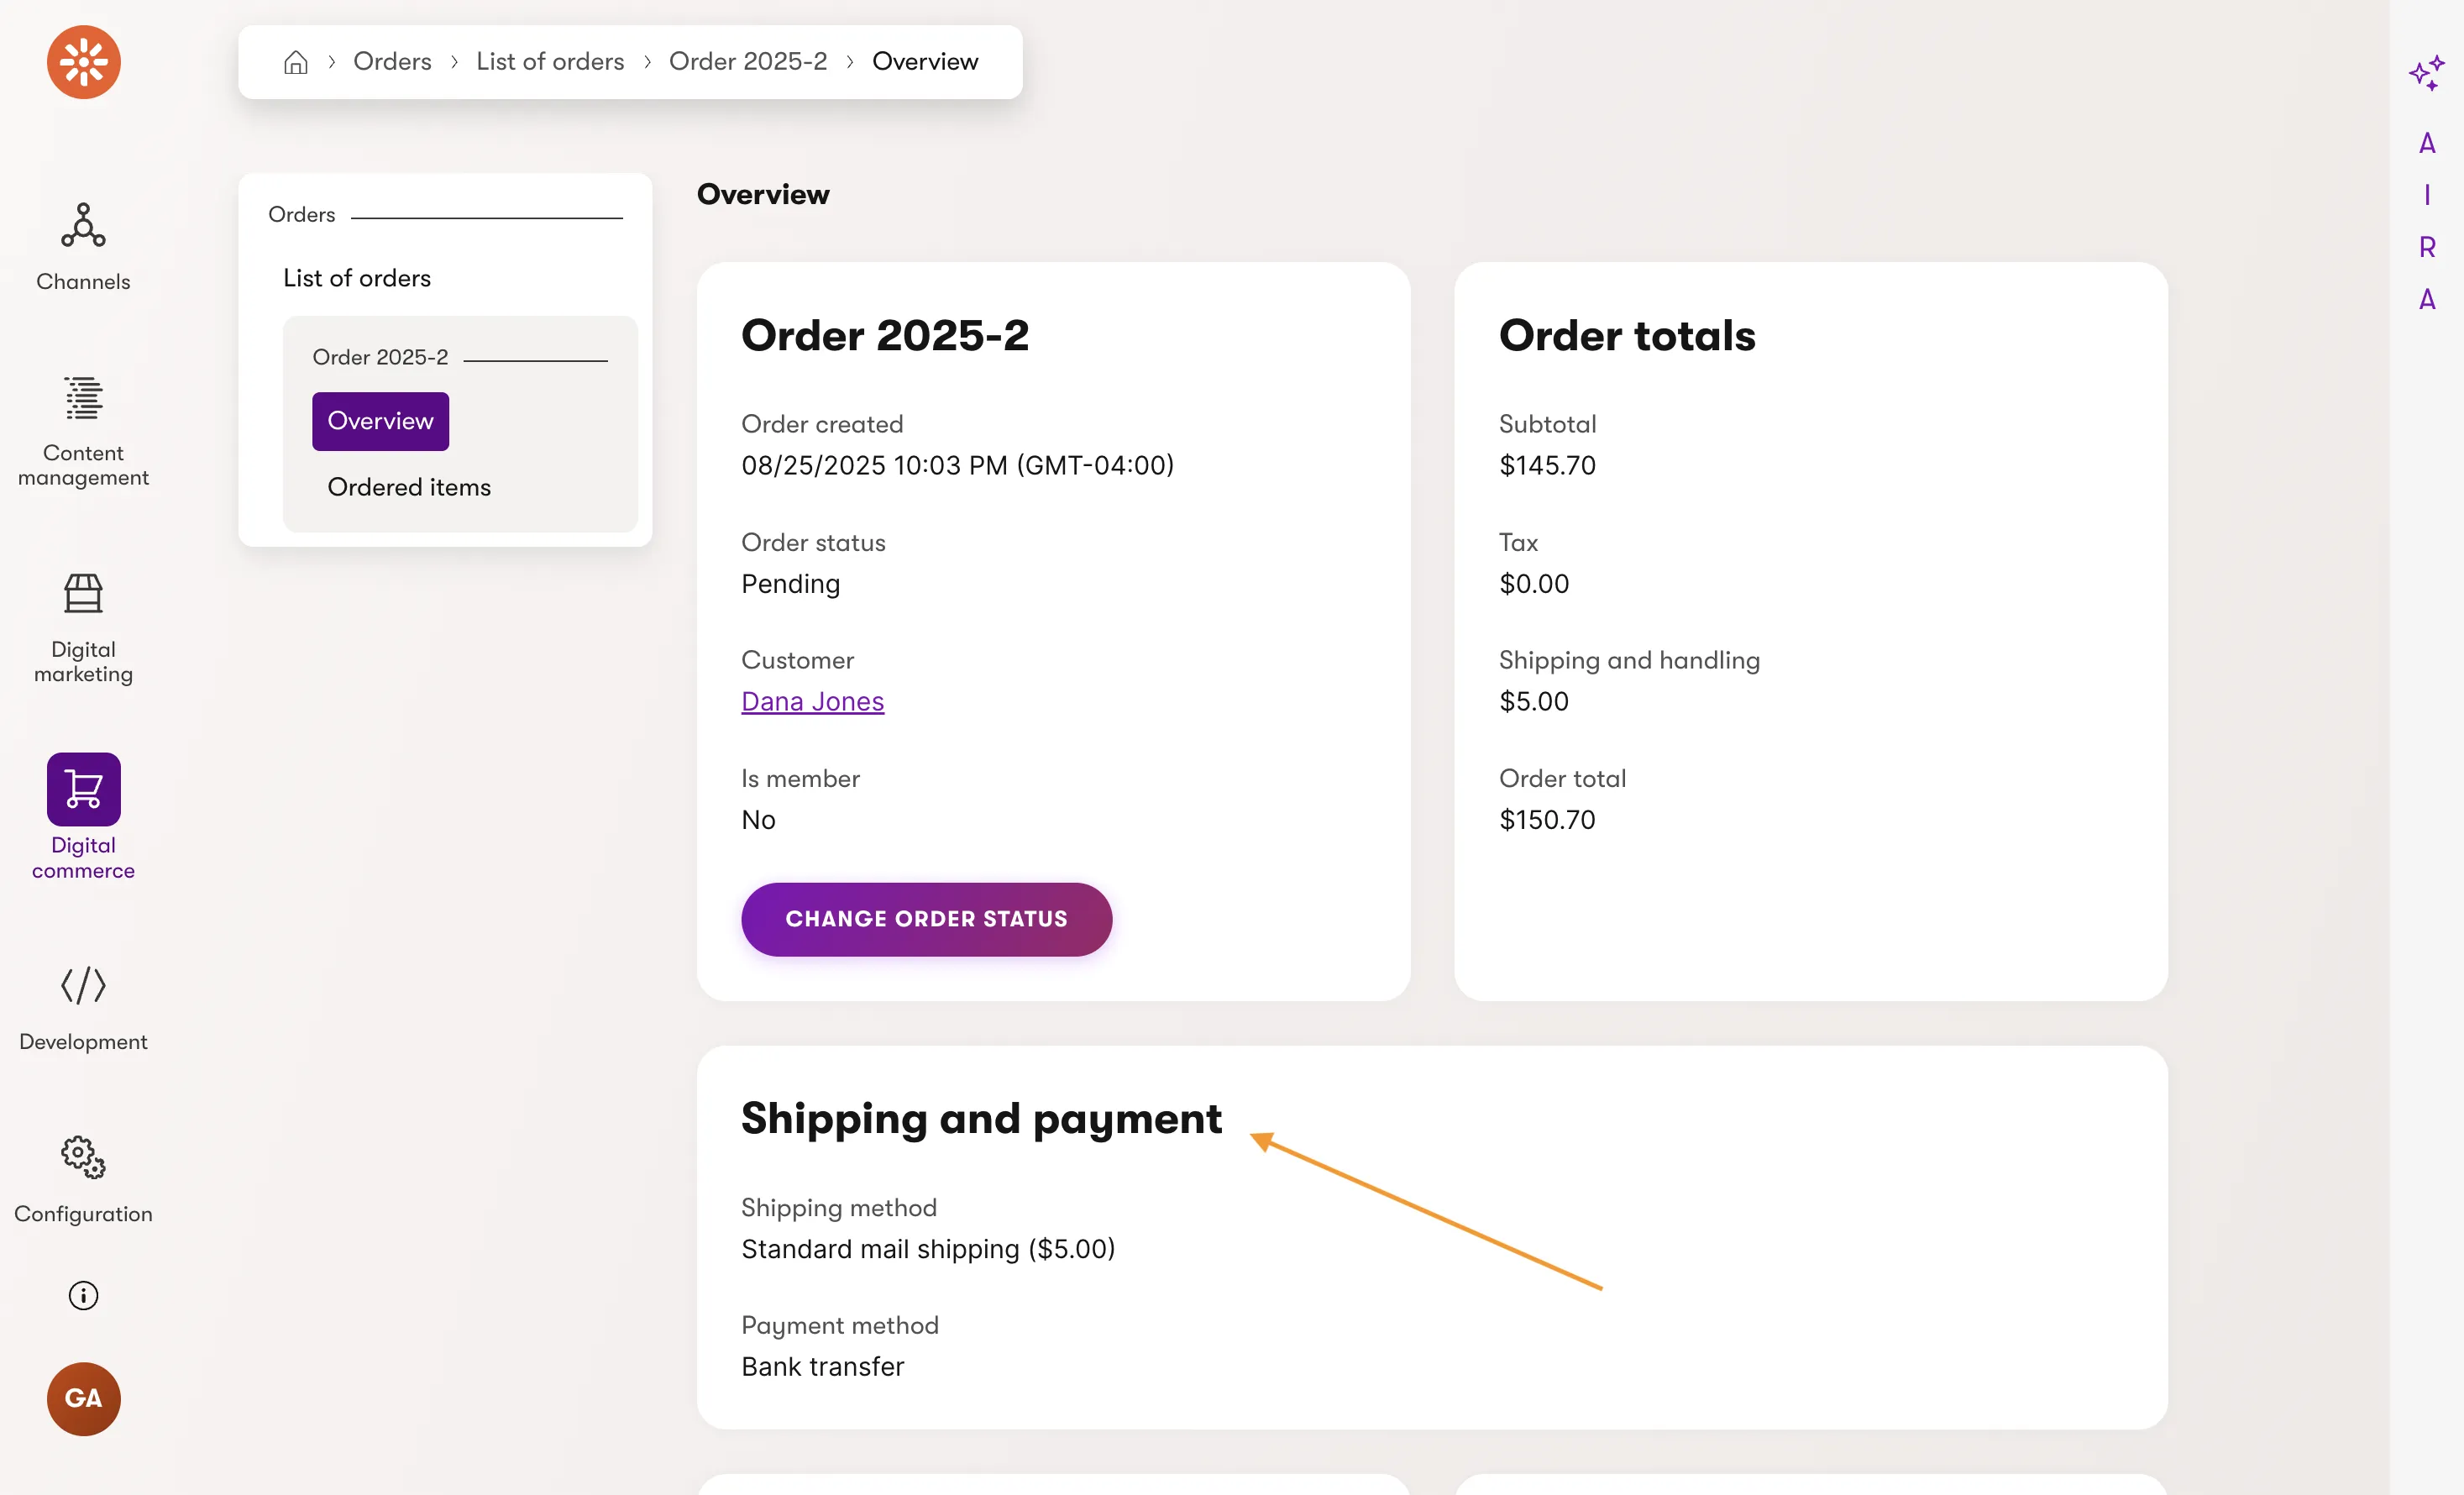 Orders
List of orders
Order 2025-2
Overview
Channels
Content
management
Digital
marketing
Digital
commerce
Development
Configuration
GA
Orders
List of orders
Order 2025-2
Overview
Ordered items
Overview
Order 2025-2
Order created
08/25/2025 10:03 PM (GMT-04:00)
Order status
Pending
Customer
Dana Jones
Is member
No
CHANGE ORDER STATUS
Order totals
Subtotal
$145.70
Tax
$0.00
Shipping and handling
$5.00
Order total
$150.70
Shipping and payment
Shipping method
Standard mail shipping ($5.00)
Payment method
Bank transfer
A
I
R
A